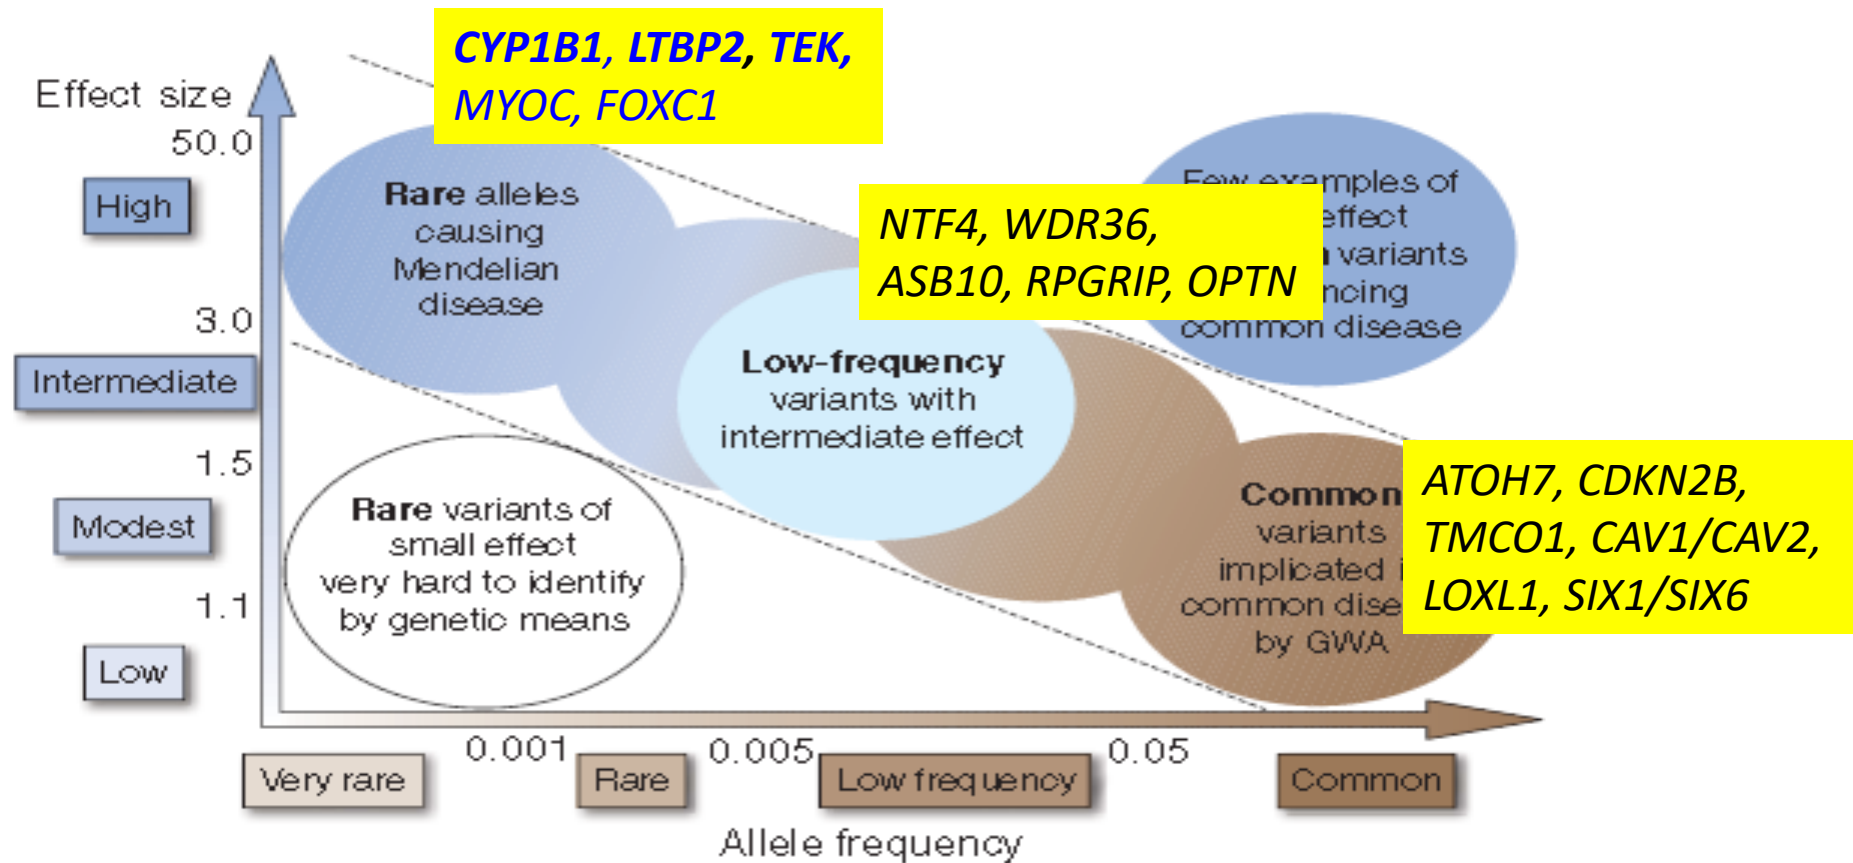 CYP1B1, LTBP2, TEK,
MYOC, FOXC1
Effect size
50.0
High
3.0
Intermediate
1.5
Modest
1.1
Low
Rare alleles
causing
Mendelian
disease
NTF4, WDR36,
ASB10, RPGRIP, OPTN
Few examples of
effect
variants
common disease
Low-frequency
variants with
intermediate effect
Rare variants of
small effect
very hard to identify
by genetic means
Common
variants
implicated
common
by GWA
ATOH7, CDKN2B,
TMCO1, CAV1/CAV2,
LOXL1, SIX1/SIX6
0.001
0.005
0.05
Very rare
Rare
Low frequency
Common
Allele frequency